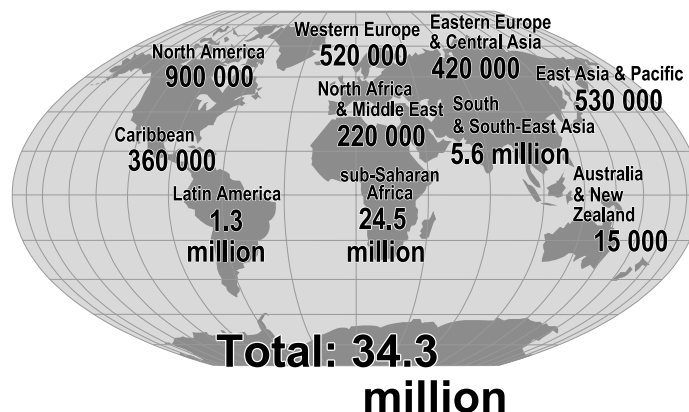 North America
900 000
Western Europe
520 000
Eastern Europe
& Central Asia
420 000
East Asia & Pacific
530 000
North Africa
& Middle East
220 000
South
& South-East Asia
5.6 million
Caribbean
360 000
Latin America
1.3
million
sub-Saharan
Africa
24.5
million
Australia
& New
Zealand
15 000
Total: 34.3
million